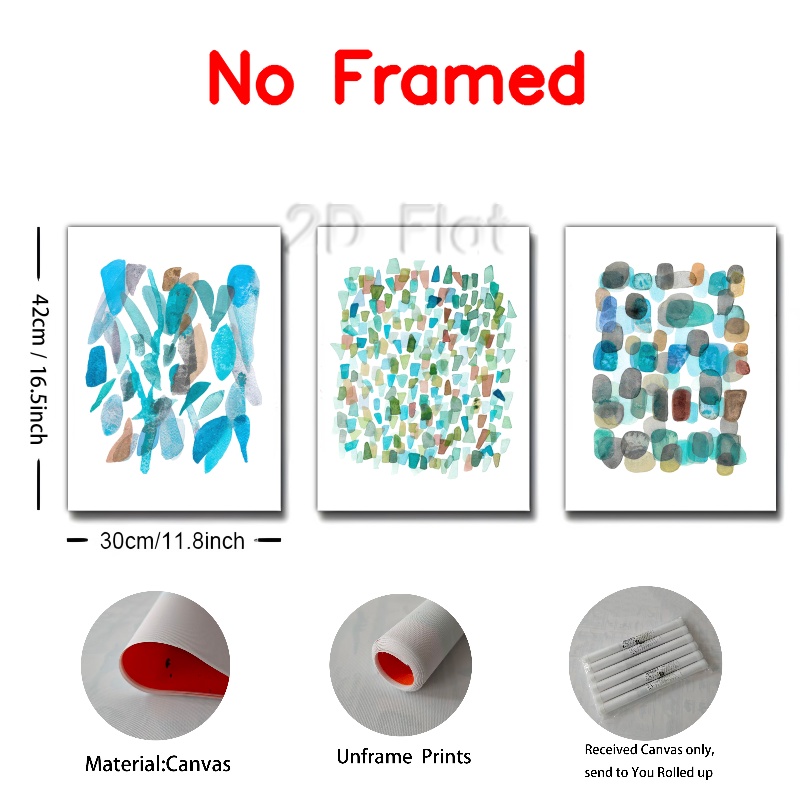 No Framed
2D Flat
42cm / 16.5inch
30cm/11.8inch
Material:Canvas
Unframe Prints
Received Canvas only,
send to You Rolled up